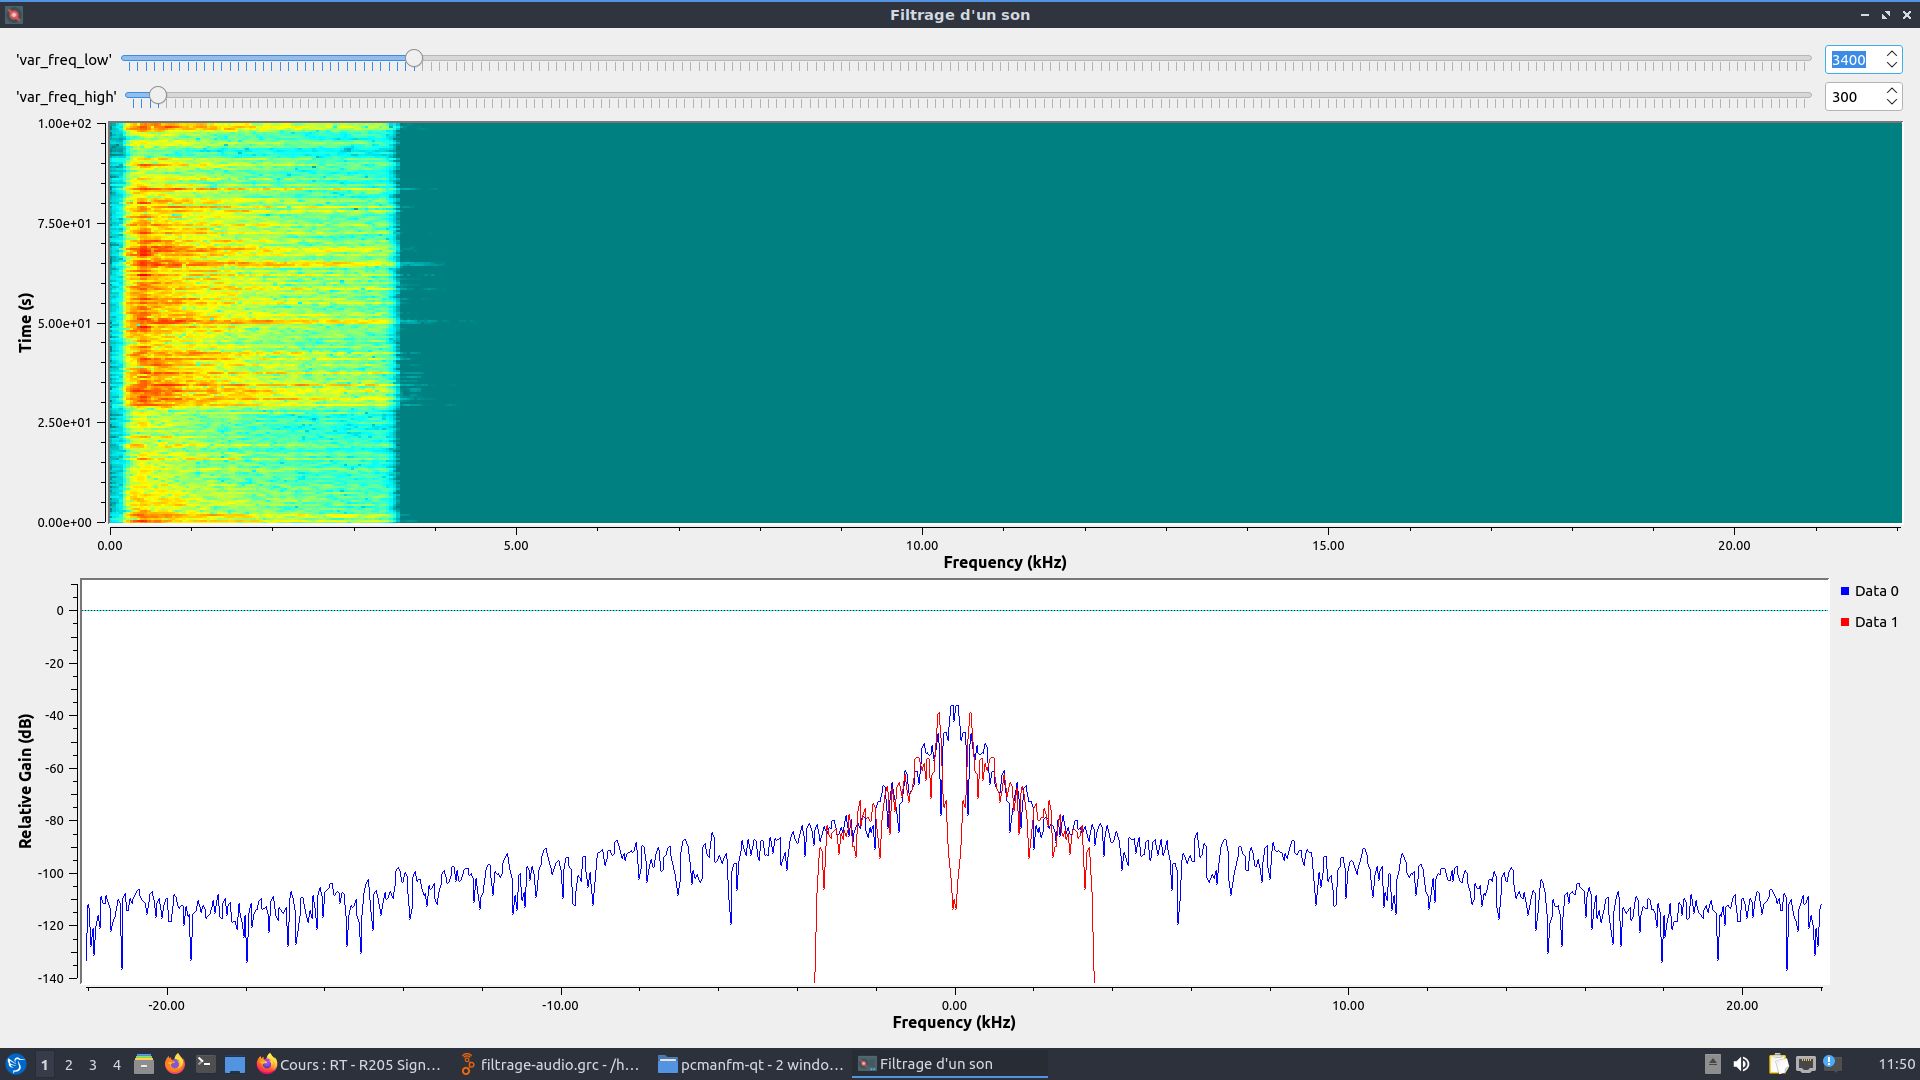 Filtrage d'un son
'var_freq_low'
3400
'var_freq_high'
300
1.00e+02
7.50e+01
5.00e+01
2.50e+01
0.00e+00
Time (s)
0.00 5.00 10.00 15.00 20.00
Frequency (kHz)
Data 0
Data 1
0
-20
-40
-60
-80
-100
-120
-140
Relative Gain (dB)
-20.00 -10.00 0.00 10.00 20.00
Frequency (kHz)
1 2 3 4 Cours : RT - R205 Sign... filtrage-audio.grc - /h... pcmanfm-qt - 2 windo... Filtrage d'un son 11:50